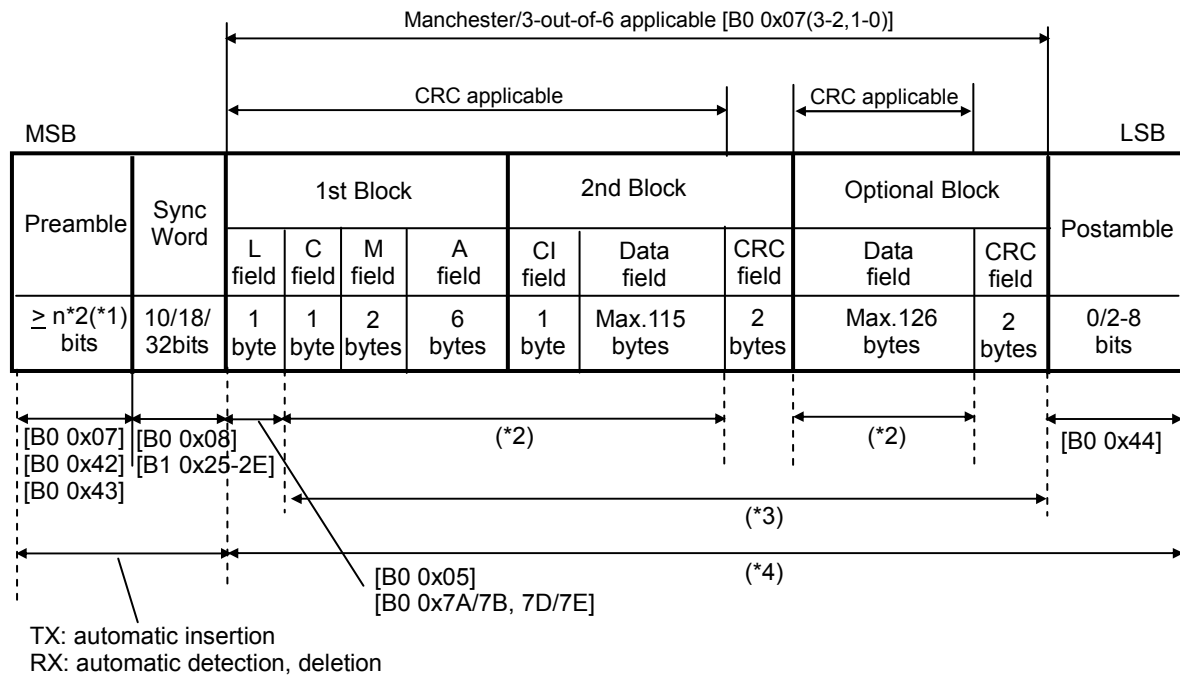 Manchester/3-out-of-6 applicable [B0 0x07(3-2,1-0)]
CRC applicable
CRC applicable
MSB
LSB
Preamble
Sync
Word
1st Block
2nd Block
Optional Block
Postamble
L
field
C
field
M
field
A
field
CI
field
Data
field
CRC
field
Data
field
CRC
field
≥ n*2(*1)
bits
10/18/
32bits
1
byte
1
byte
2
bytes
6
bytes
1
byte
Max.115
bytes
2
bytes
Max.126
bytes
2
bytes
0/2-8
bits
[B0 0x07]
[B0 0x42]
[B0 0x43]
[B0 0x08]
[B1 0x25-2E]
(*2)
(*2)
[B0 0x44]
(*3)
(*4)
[B0 0x05]
[B0 0x7A/7B, 7D/7E]
TX: automatic insertion
RX: automatic detection, deletion